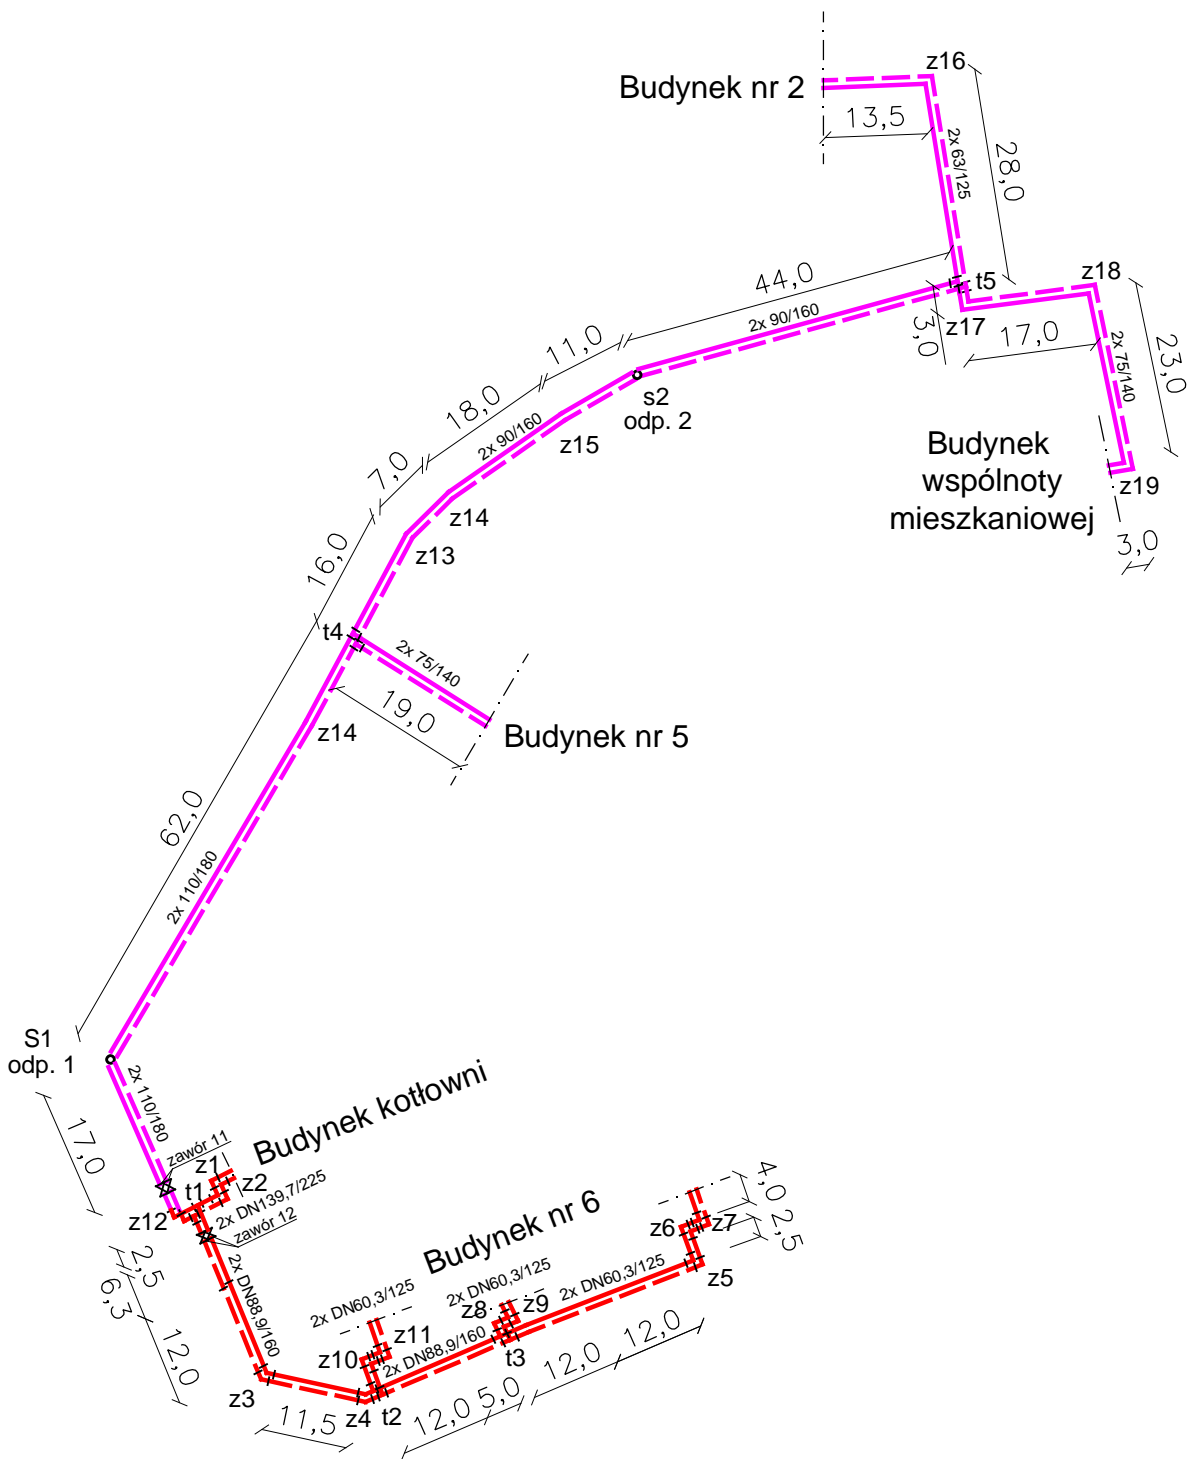 z16
Budynek nr 2
13,5
2x 63/125
28,0
44,0
t5
z18
2x 90/160
z17
3,0
17,0
2x 75/140
23,0
11,0
s2
odp. 2
18,0
2x 90/160
z15
Budynek
wspólnoty
mieszkaniowej
z19
3,0
7,0
z14
z13
16,0
t4
2x 75/140
19,0
z14
Budynek nr 5
62,0
2x 110/180
S1
odp. 1
2x 110/180
17,0
Budynek kotłowni
zawór 11
z1
z2
t1
z12
2x DN139,7/225
zawór 12
2,5
6,3
12,0
2x DN88,9/160
Budynek nr 6
4,0
2,5
z6
z7
z5
2x DN60,3/125
2x DN60,3/125
2x DN60,3/125
z8
z9
z10
z11
2x DN88,9/160
t3
z3
z4
t2
11,5
12,0
5,0
12,0
12,0